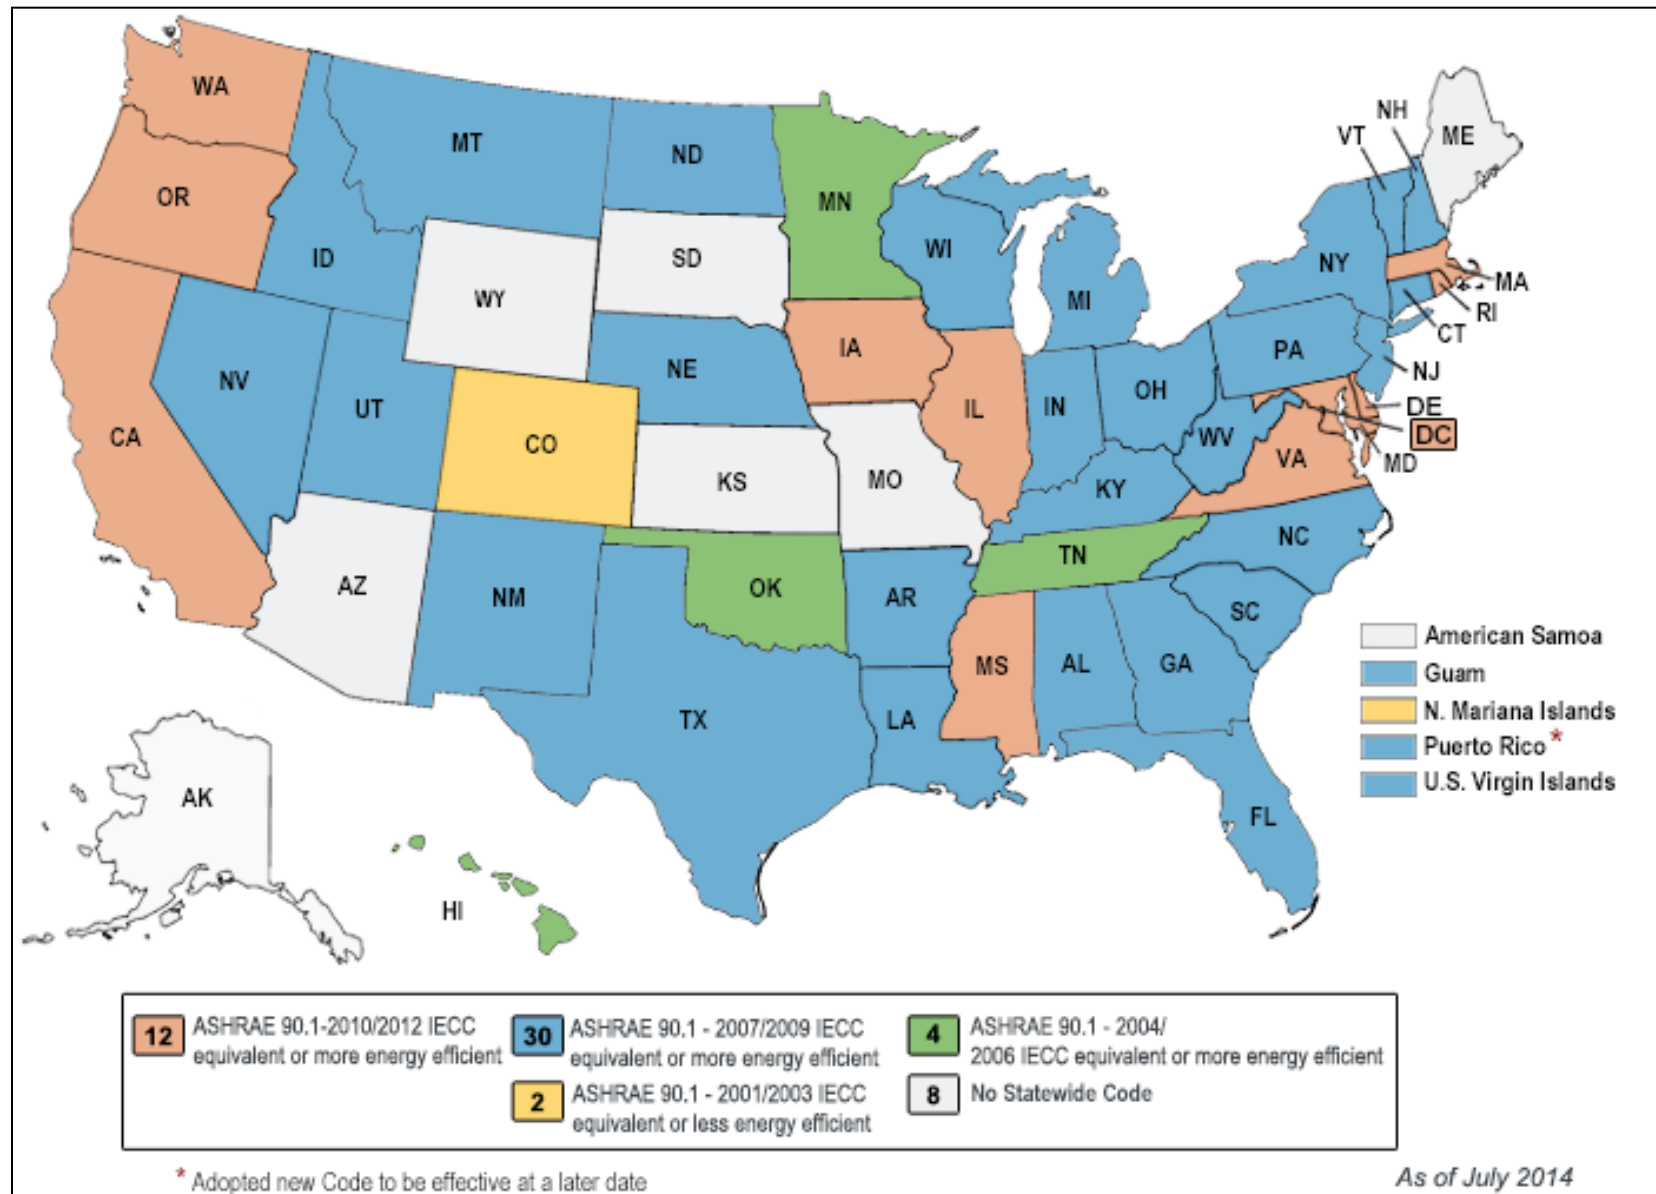 WA
MT
ND
MN
OR
ID
WY
SD
WI
MI
NH
VT
ME
NY
MA
RI
CT
NJ
PA
DE
DC
MD
CA
NV
UT
CO
NE
IA
IL
IN
OH
WV
VA
KS
MO
KY
NC
TN
AZ
NM
OK
AR
SC
MS
AL
GA
TX
LA
FL
AK
HI
American Samoa
Guam
N. Mariana Islands
Puerto Rico *
U.S. Virgin Islands
12 ASHRAE 90.1-2010/2012 IECC
equivalent or more energy efficient
30 ASHRAE 90.1 - 2007/2009 IECC
equivalent or more energy efficient
4 ASHRAE 90.1 - 2004/
2006 IECC equivalent or more energy efficient
2 ASHRAE 90.1 - 2001/2003 IECC
equivalent or less energy efficient
8 No Statewide Code
* Adopted new Code to be effective at a later date
As of July 2014